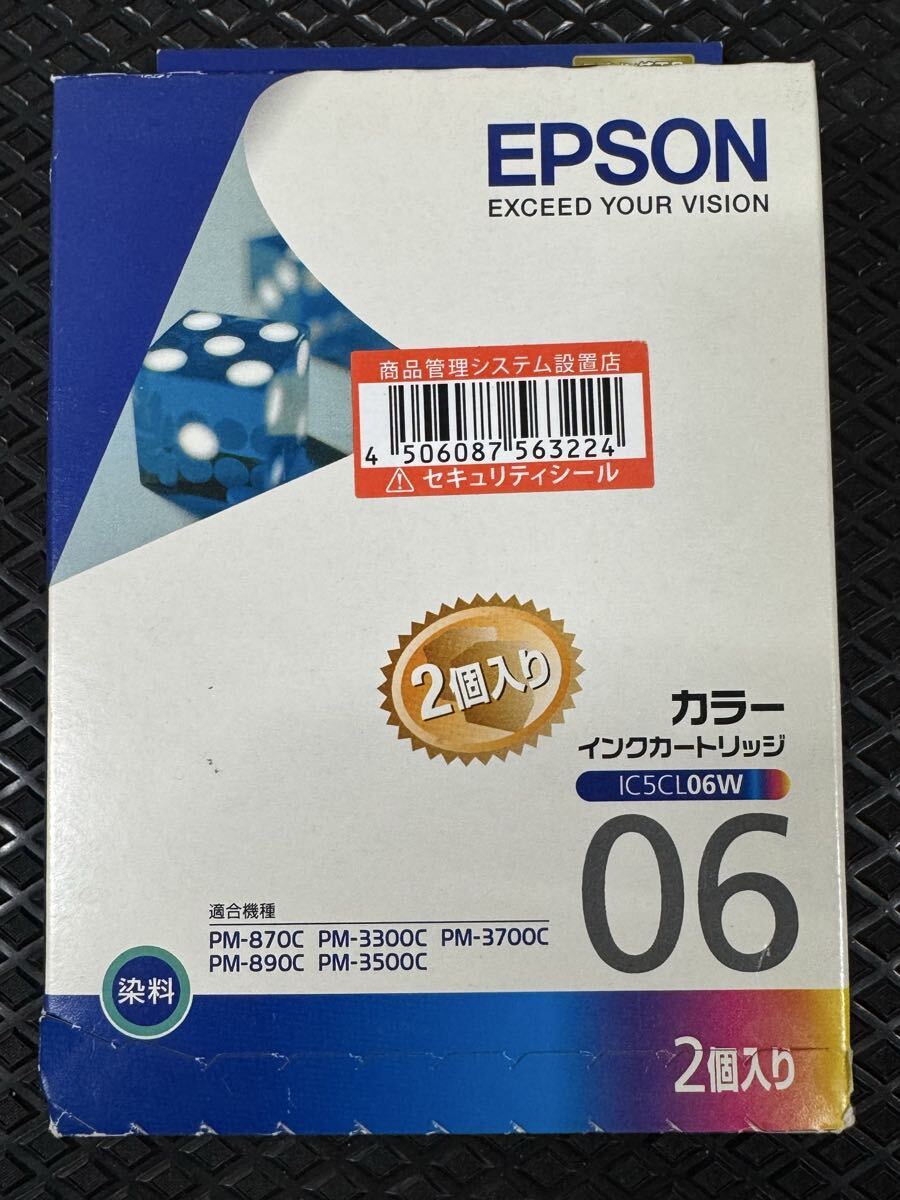 EPSON
EXCEED YOUR VISION
商品管理システム設置店
4 506087 563224
セキュリティシール
2個入り
カラー
インクカートリッジ
IC5CL06W
06
適合機種
PM-870C PM-3300C PM-3700C
PM-890C PM-3500C
染料
2個入り